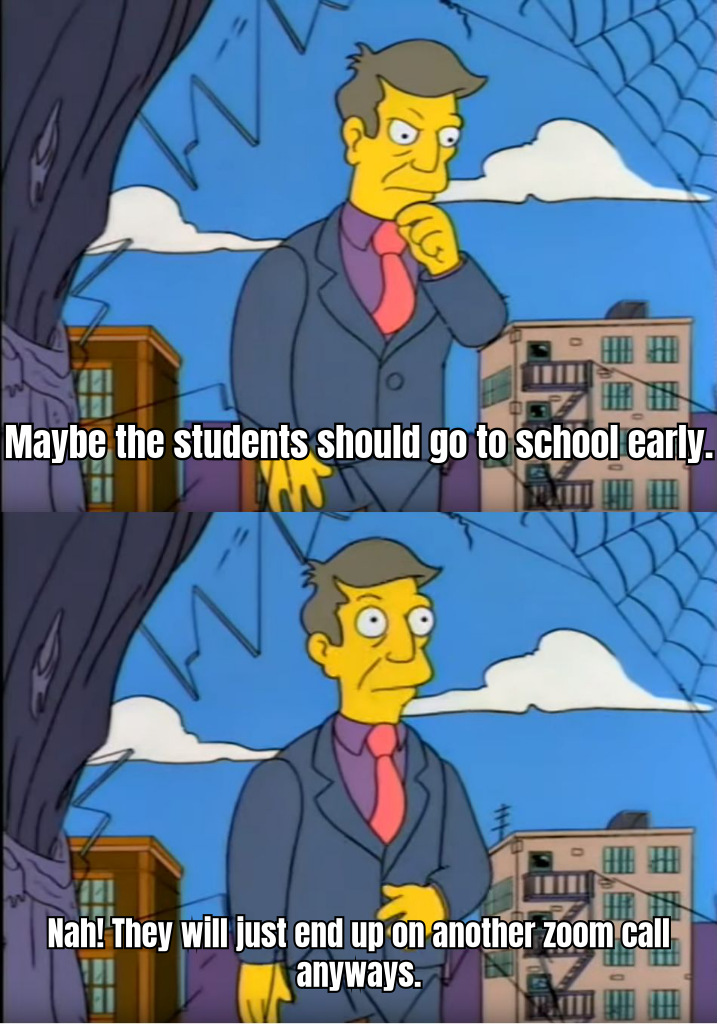 Maybe the students should go to school early.
Nah! They will just end up on another zoom call
anyways.